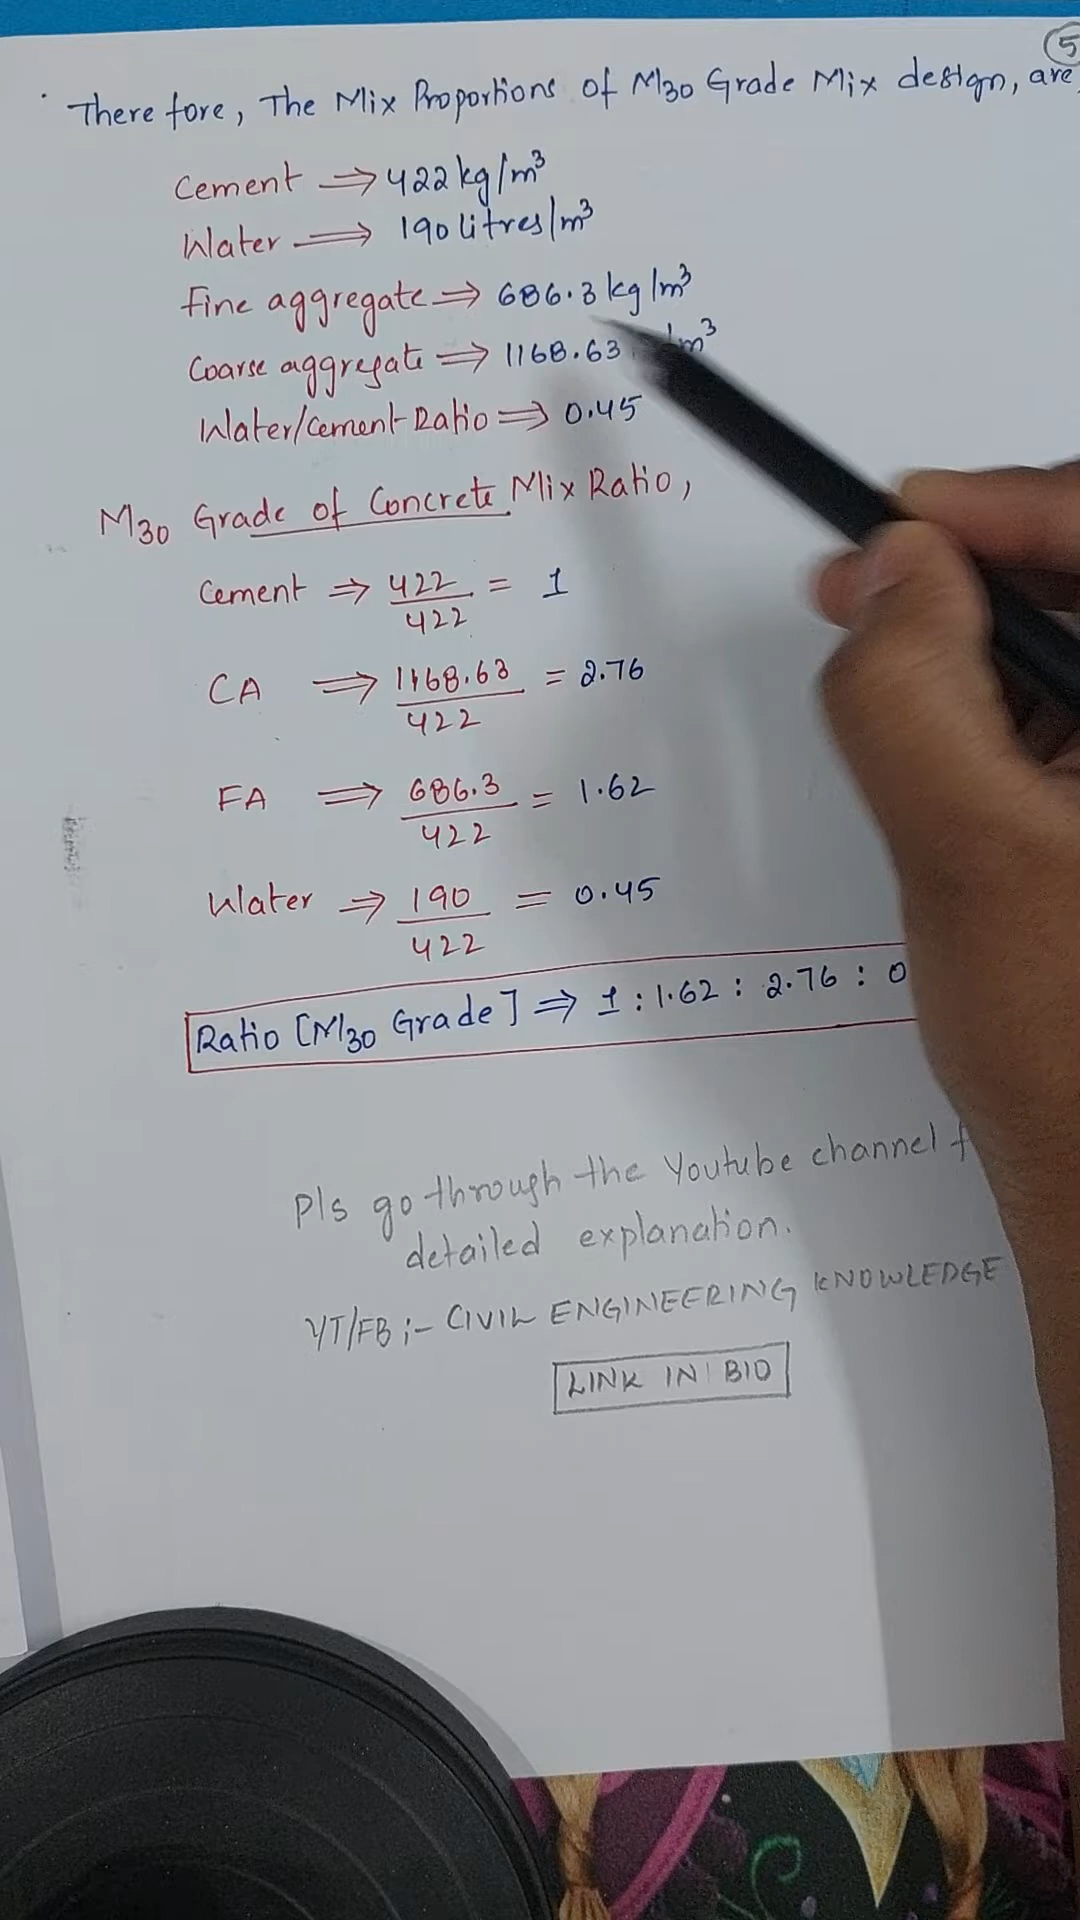 5
Therefore, The Mix Proportions of M30 Grade Mix design, are,
Cement ⇒ 422 kg/m³
Water ⇒ 190 litres/m³
Fine aggregate ⇒ 686.3 kg/m³
Coarse aggregate ⇒ 1168.63 /m³
Water/Cement Ratio ⇒ 0.45
M30 Grade of Concrete Mix Ratio,
Cement ⇒ 422/422 = 1
CA ⇒ 1168.63/422 = 2.76
FA ⇒ 686.3/422 = 1.62
Water ⇒ 190/422 = 0.45
Ratio [M30 Grade] ⇒ 1 : 1.62 : 2.76 : 0
Pls go through the Youtube channel f
detailed explanation.
YT/FB :- CIVIL ENGINEERING KNOWLEDGE
LINK IN BIO